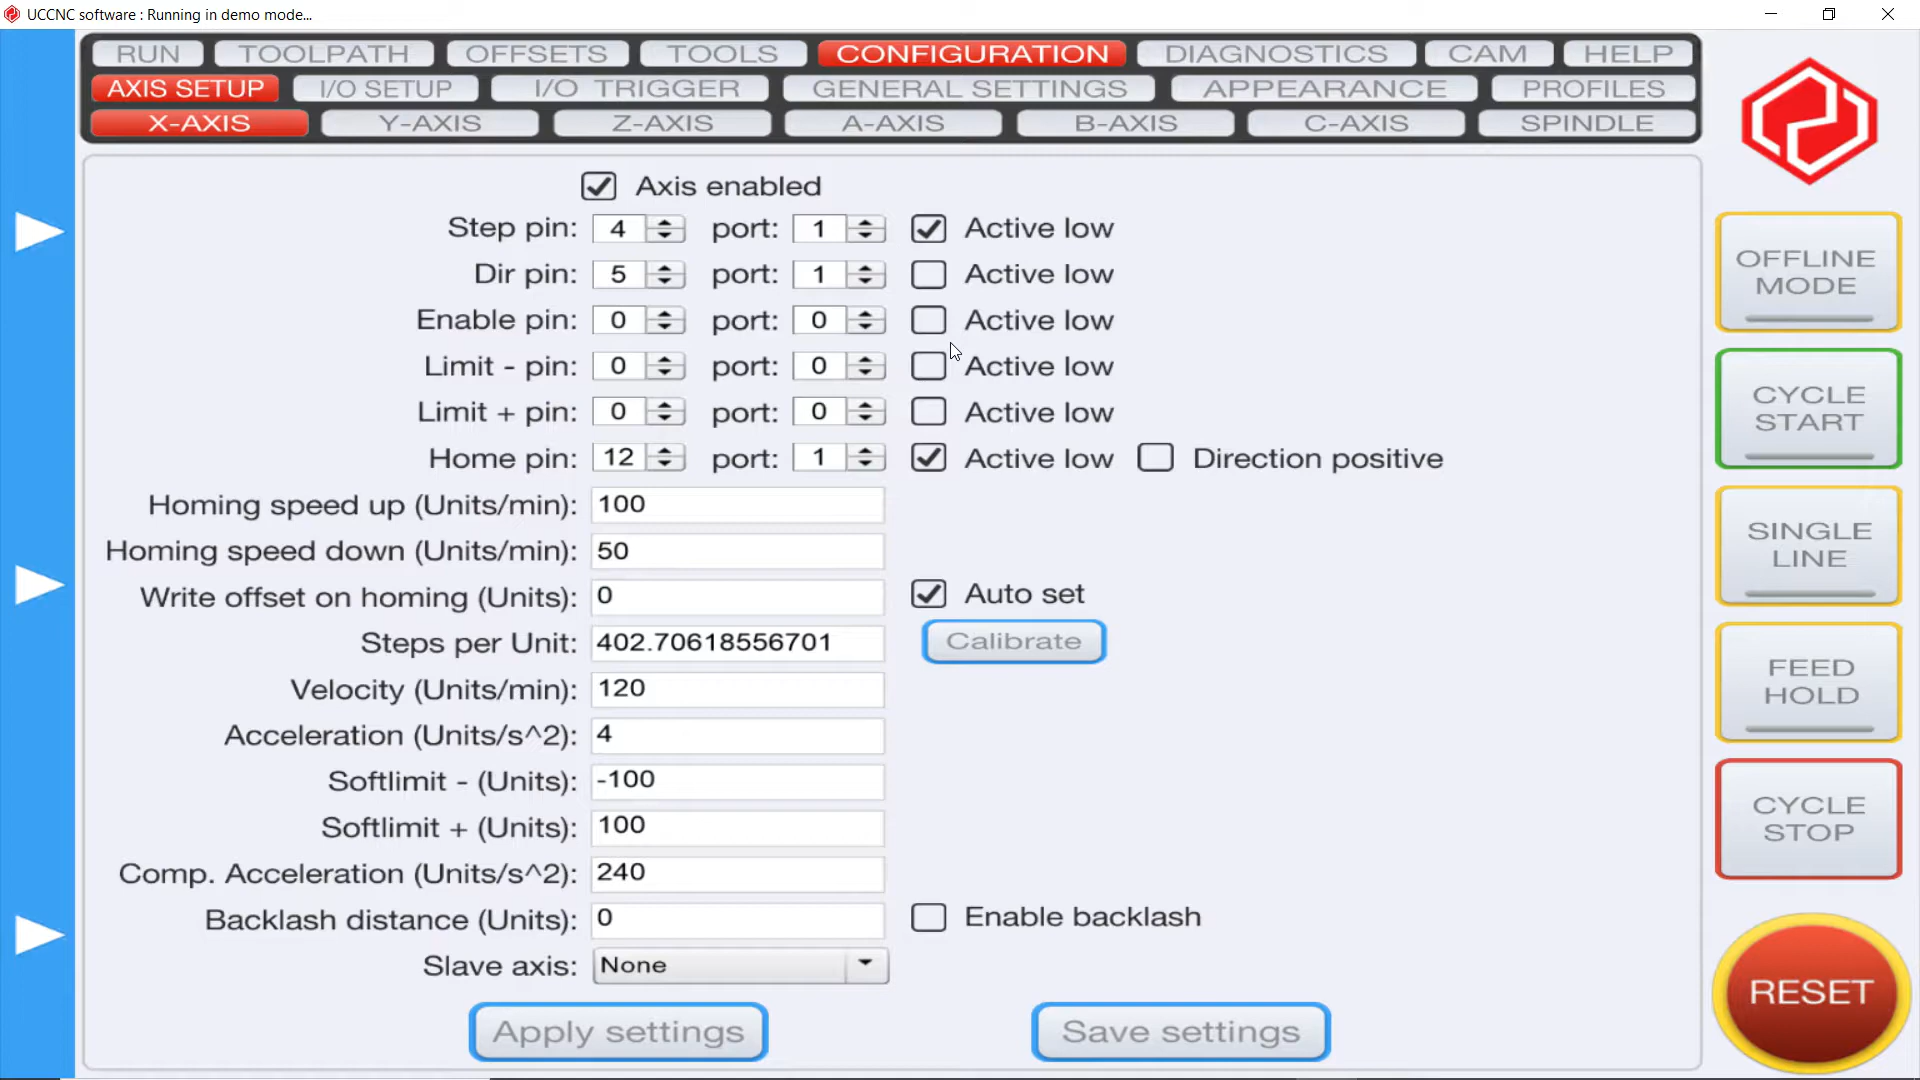 UCCNC software : Running in demo mode...
RUN TOOLPATH OFFSETS TOOLS CONFIGURATION DIAGNOSTICS CAM HELP
AXIS SETUP I/O SETUP I/O TRIGGER GENERAL SETTINGS APPEARANCE PROFILES
X-AXIS Y-AXIS Z-AXIS A-AXIS B-AXIS C-AXIS SPINDLE
Axis enabled
Step pin: 4 port: 1 Active low
Dir pin: 5 port: 1 Active low
Enable pin: 0 port: 0 Active low
Limit - pin: 0 port: 0 Active low
Limit + pin: 0 port: 0 Active low
Home pin: 12 port: 1 Active low Direction positive
Homing speed up (Units/min): 100
Homing speed down (Units/min): 50
Write offset on homing (Units): 0 Auto set
Steps per Unit: 402.70618556701 Calibrate
Velocity (Units/min): 120
Acceleration (Units/s^2): 4
Softlimit - (Units): -100
Softlimit + (Units): 100
Comp. Acceleration (Units/s^2): 240
Backlash distance (Units): 0 Enable backlash
Slave axis: None
Apply settings Save settings
OFFLINE
MODE
CYCLE
START
SINGLE
LINE
FEED
HOLD
CYCLE
STOP
RESET